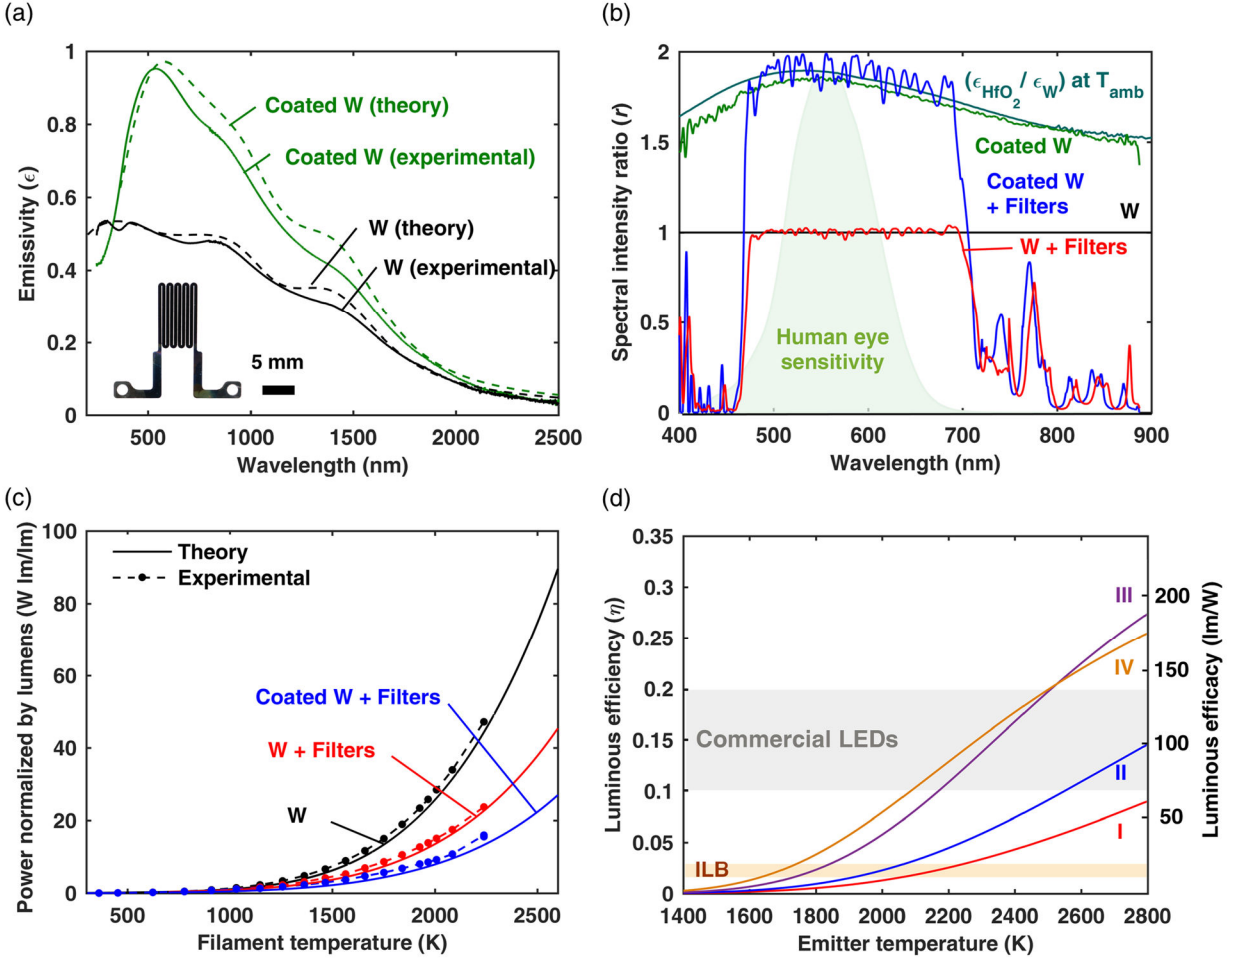 (a)
1
0.8
0.6
0.4
0.2
0
Emissivity (ϵ)
Coated W (theory)
Coated W (experimental)
W (theory)
W (experimental)
5 mm
500
1000
1500
2000
2500
Wavelength (nm)
(b)
2
1.5
1
0.5
0
Spectral intensity ratio (r)
(ϵHfO2/ ϵW) at Tamb
Coated W
Coated W
+ Filters
W
W + Filters
Human eye
sensitivity
400
500
600
700
800
900
Wavelength (nm)
(c)
100
80
60
40
20
0
Power normalized by lumens (W lm/lm)
Theory
Experimental
Coated W + Filters
W + Filters
W
500
1000
1500
2000
2500
Filament temperature (K)
(d)
0.35
0.3
0.25
0.2
0.15
0.1
0.05
0
Luminous efficiency (η)
III
IV
II
I
Commercial LEDs
ILB
200
150
100
50
Luminous efficacy (lm/W)
1400
1600
1800
2000
2200
2400
2600
2800
Emitter temperature (K)